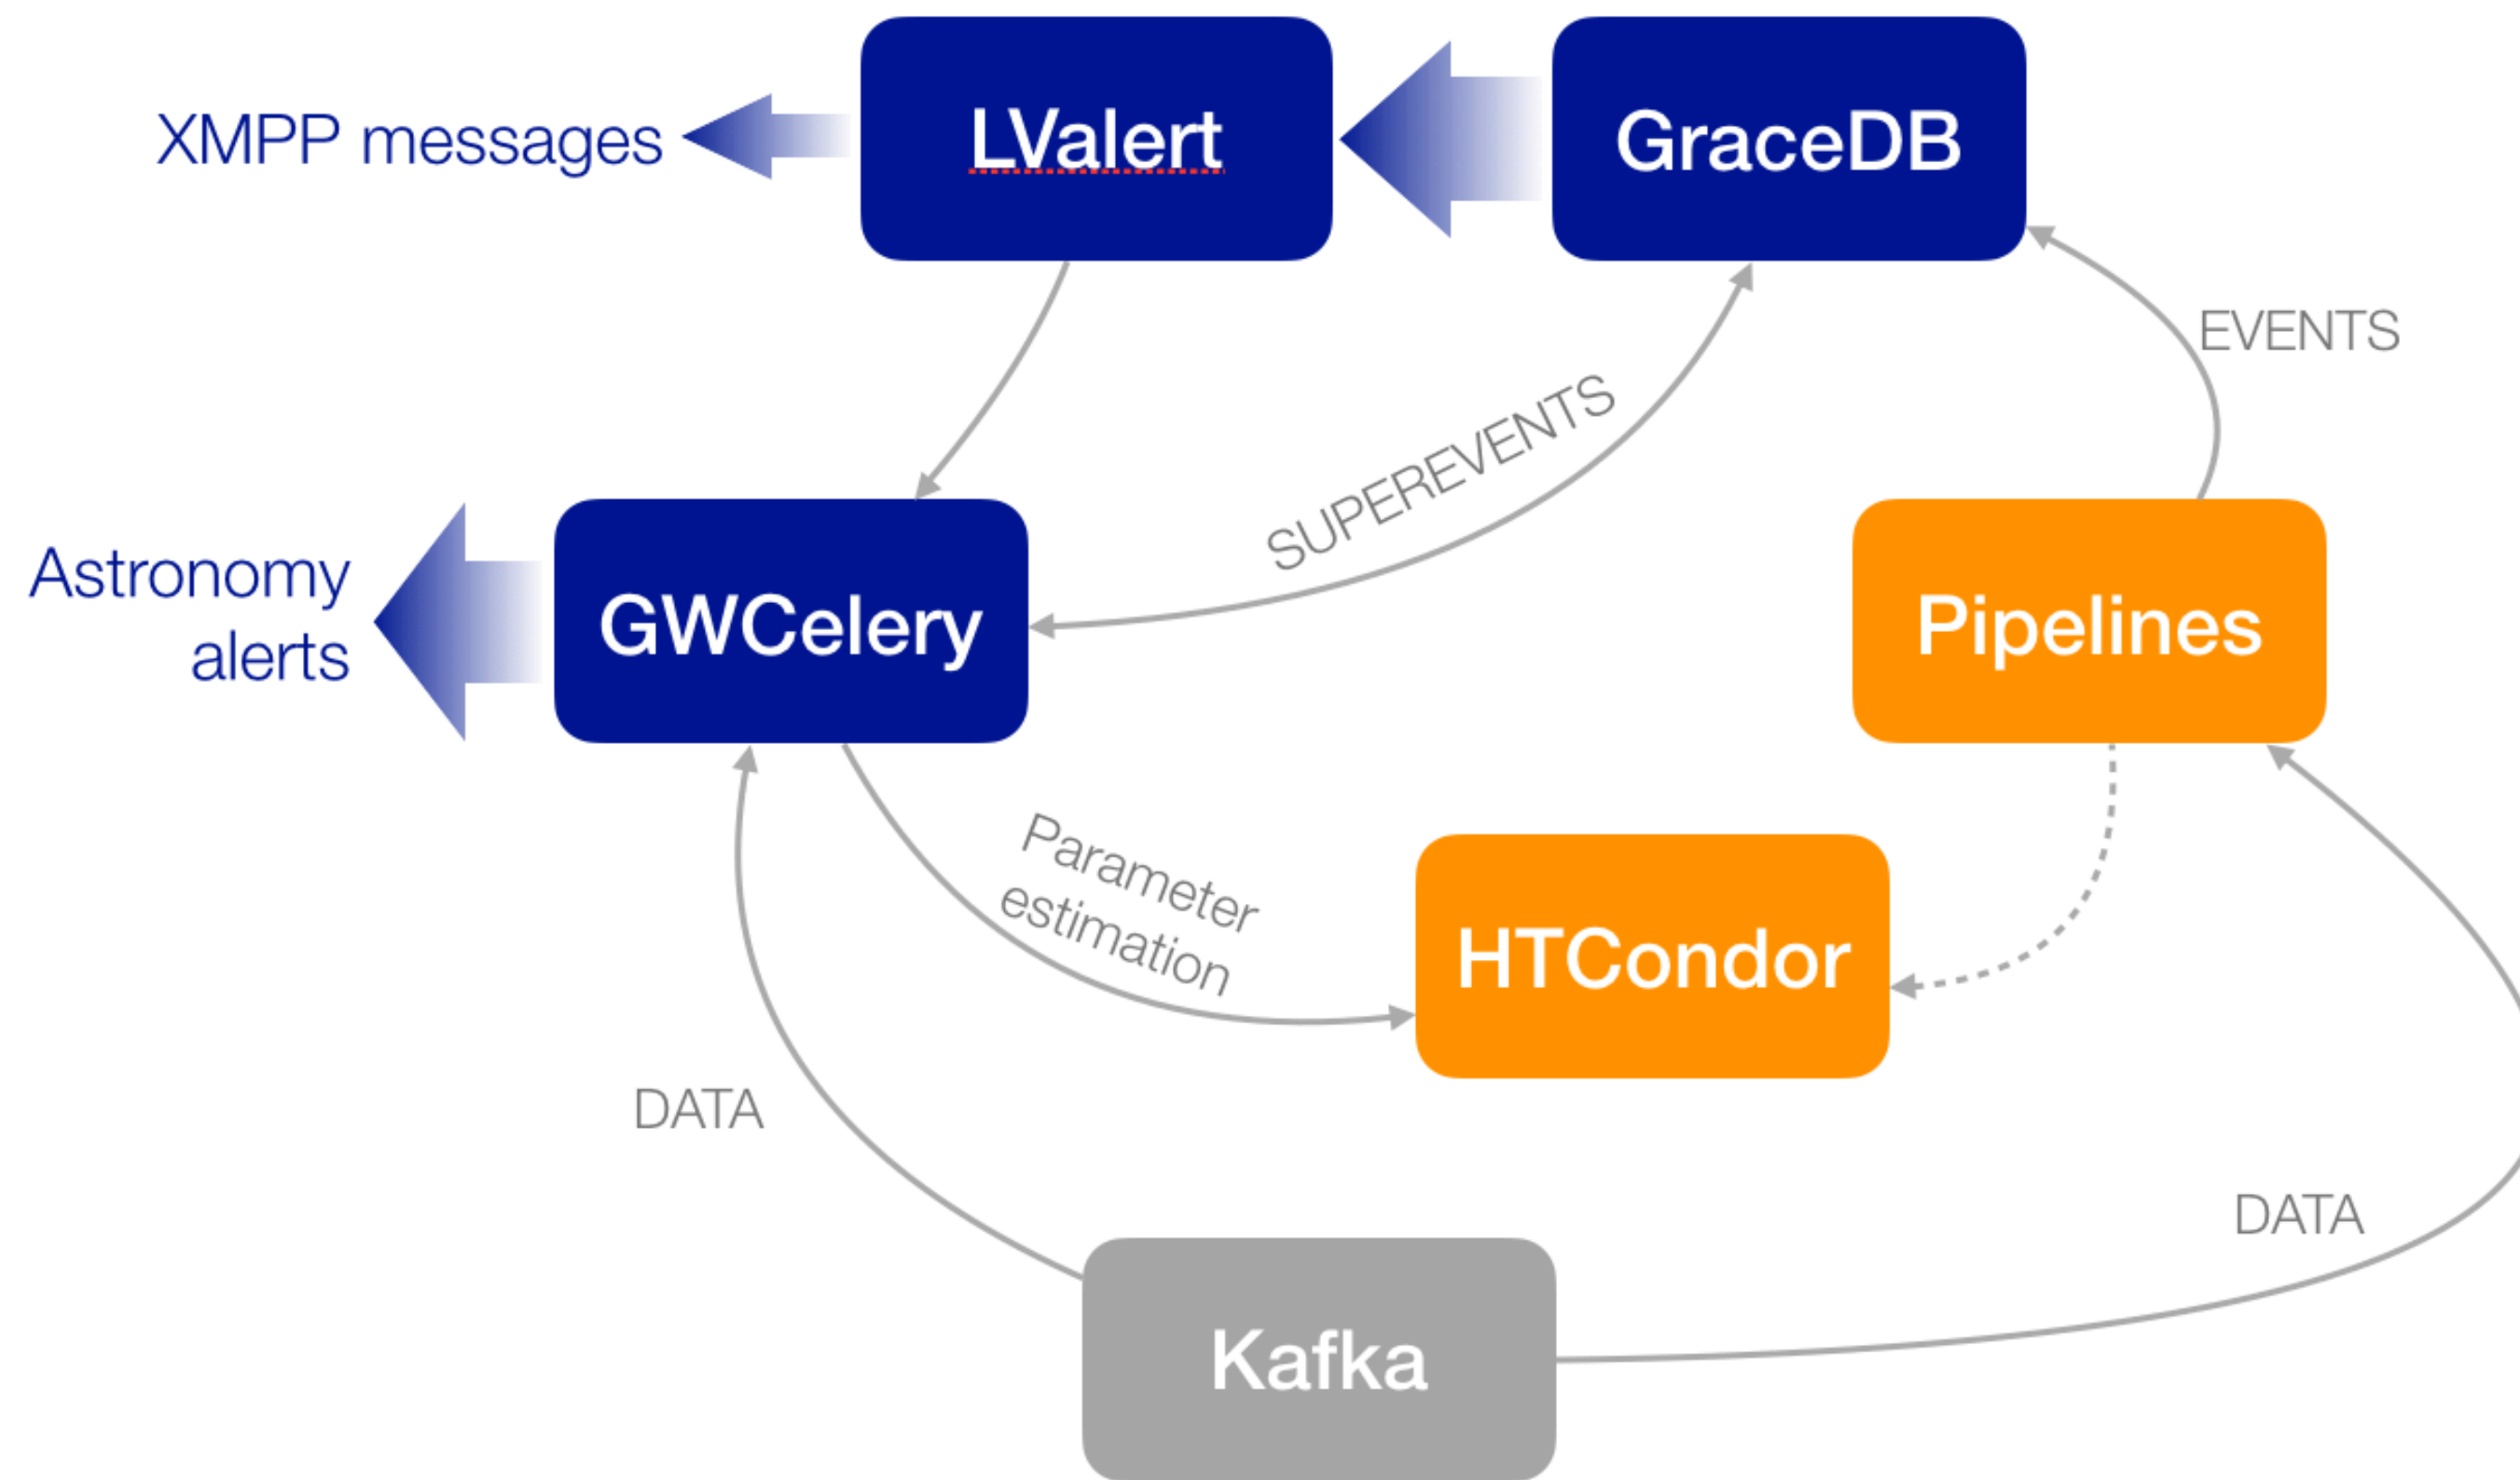 XMPP messages
LValert
GraceDB
EVENTS
SUPEREVENTS
Astronomy
alerts
GWCelery
Pipelines
Parameter
estimation
HTCondor
DATA
DATA
Kafka